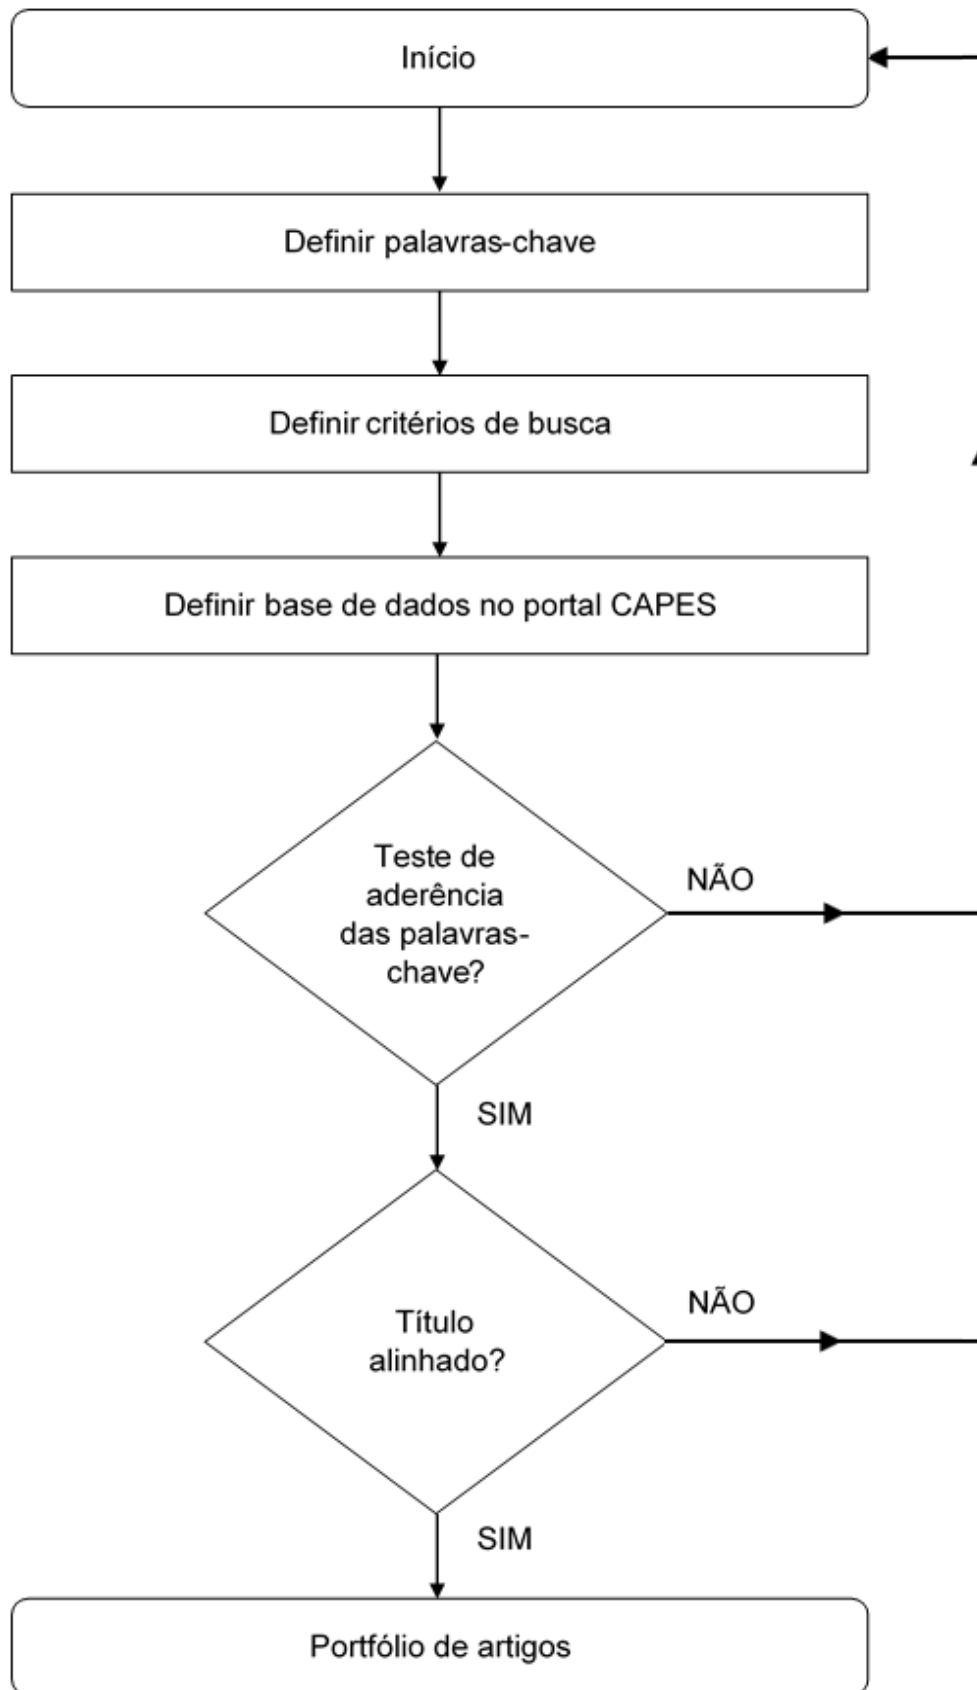 Início
Definir palavras-chave
Definir critérios de busca
Definir base de dados no portal CAPES
Teste de
aderência
das palavras-
chave?
NÃO
SIM
Título
alinhado?
NÃO
SIM
Portfólio de artigos